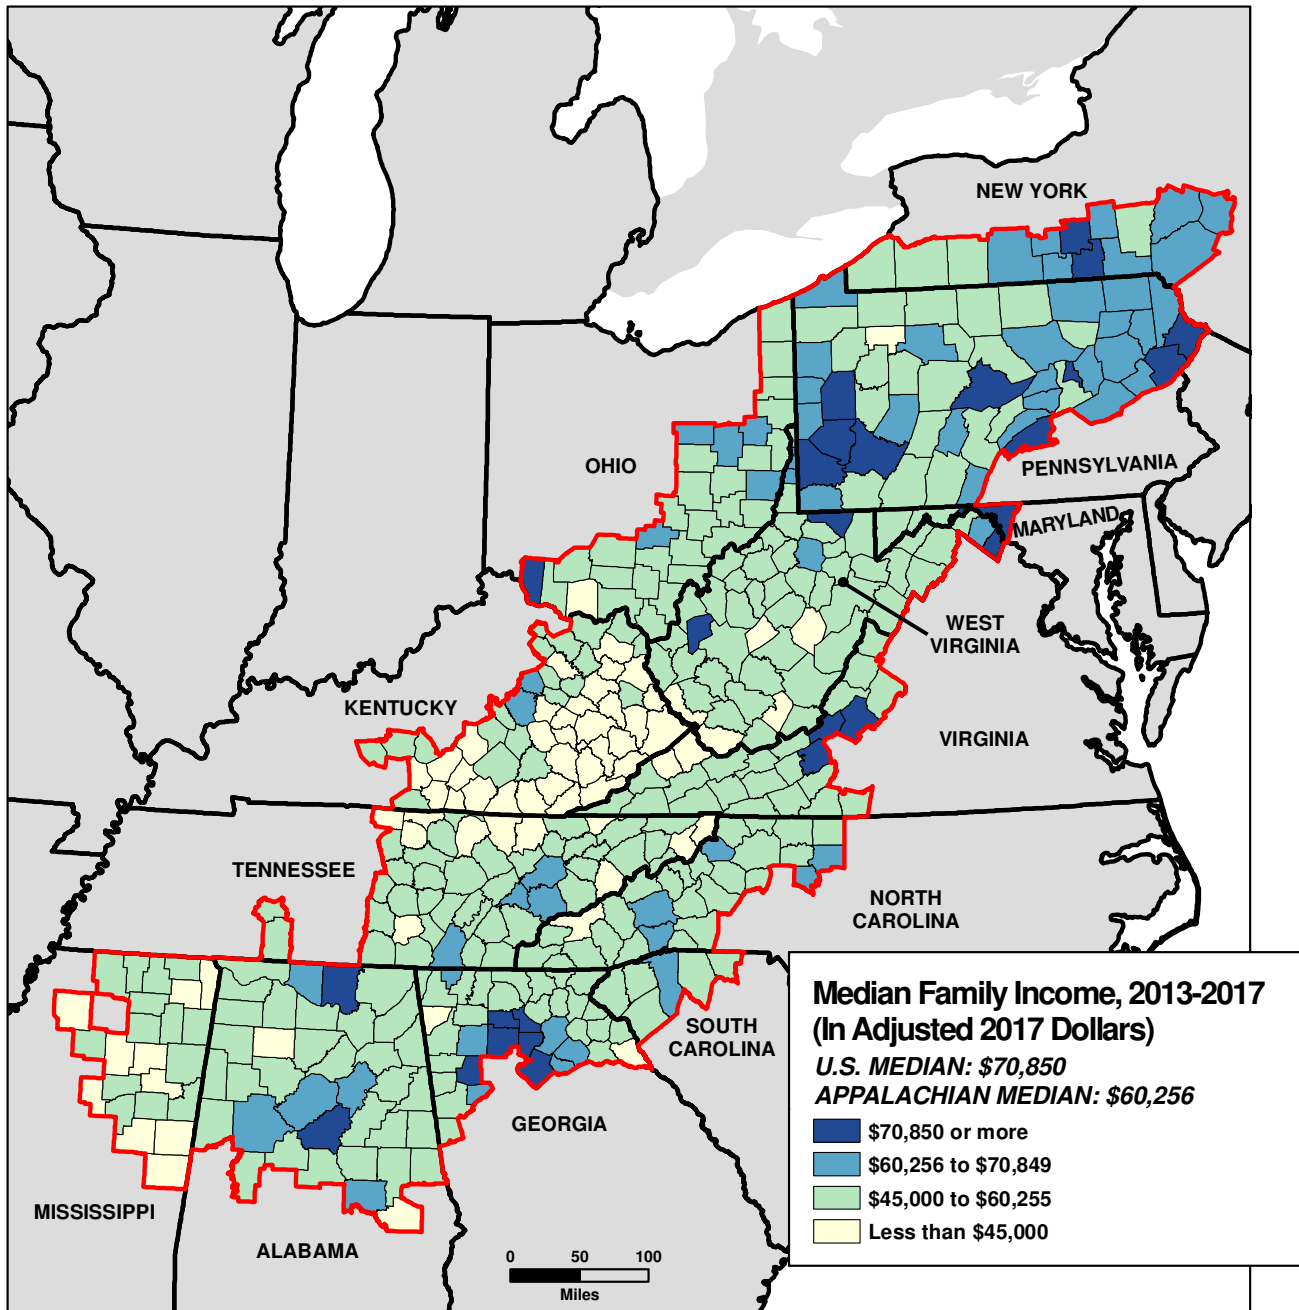 NEW YORK
OHIO
PENNSYLVANIA
MARYLAND
WEST
VIRGINIA
KENTUCKY
VIRGINIA
TENNESSEE
NORTH
CAROLINA
SOUTH
CAROLINA
GEORGIA
MISSISSIPPI
ALABAMA
Median Family Income, 2013-2017
(In Adjusted 2017 Dollars)
U.S. MEDIAN: $70,850
APPALACHIAN MEDIAN: $60,256
$70,850 or more
$60,256 to $70,849
$45,000 to $60,255
Less than $45,000
0 50 100
Miles